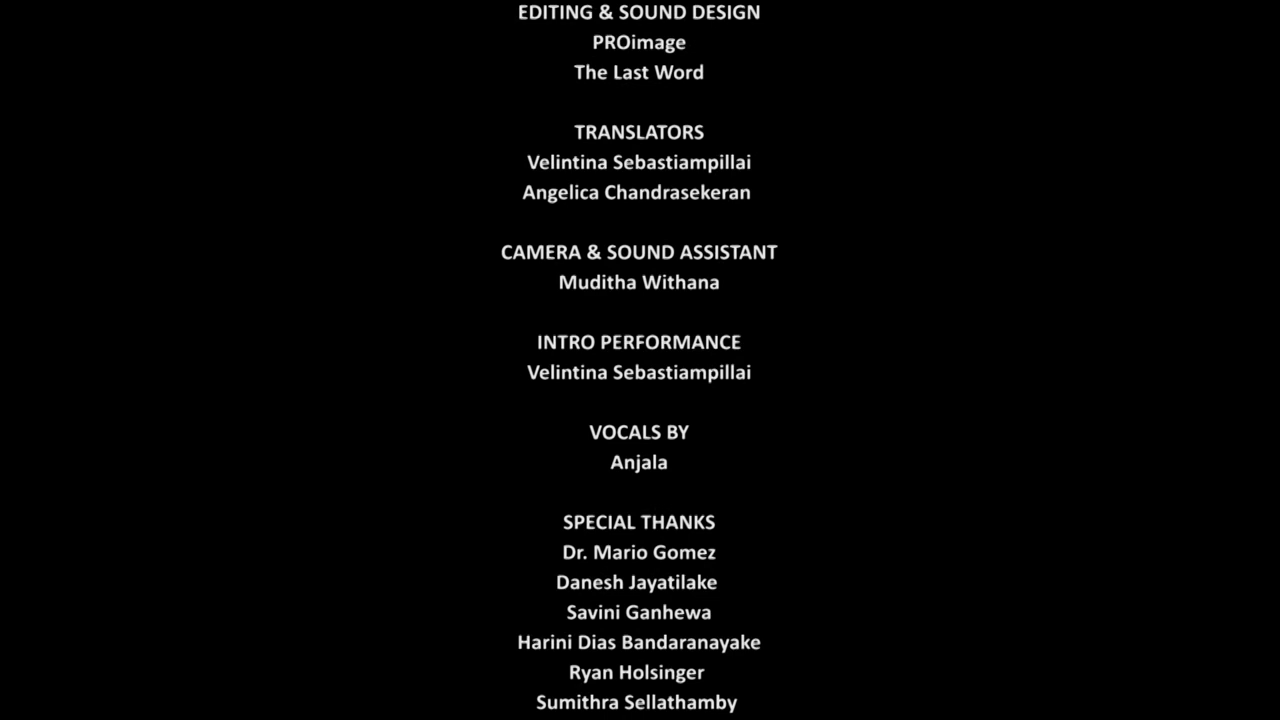 EDITING & SOUND DESIGN
PROimage
The Last Word
TRANSLATORS
Velintina Sebastiampillai
Angelica Chandrasekeran
CAMERA & SOUND ASSISTANT
Muditha Withana
INTRO PERFORMANCE
Velintina Sebastiampillai
VOCALS BY
Anjala
SPECIAL THANKS
Dr. Mario Gomez
Danesh Jayatilake
Savini Ganhewa
Harini Dias Bandaranayake
Ryan Holsinger
Sumithra Sellathamby